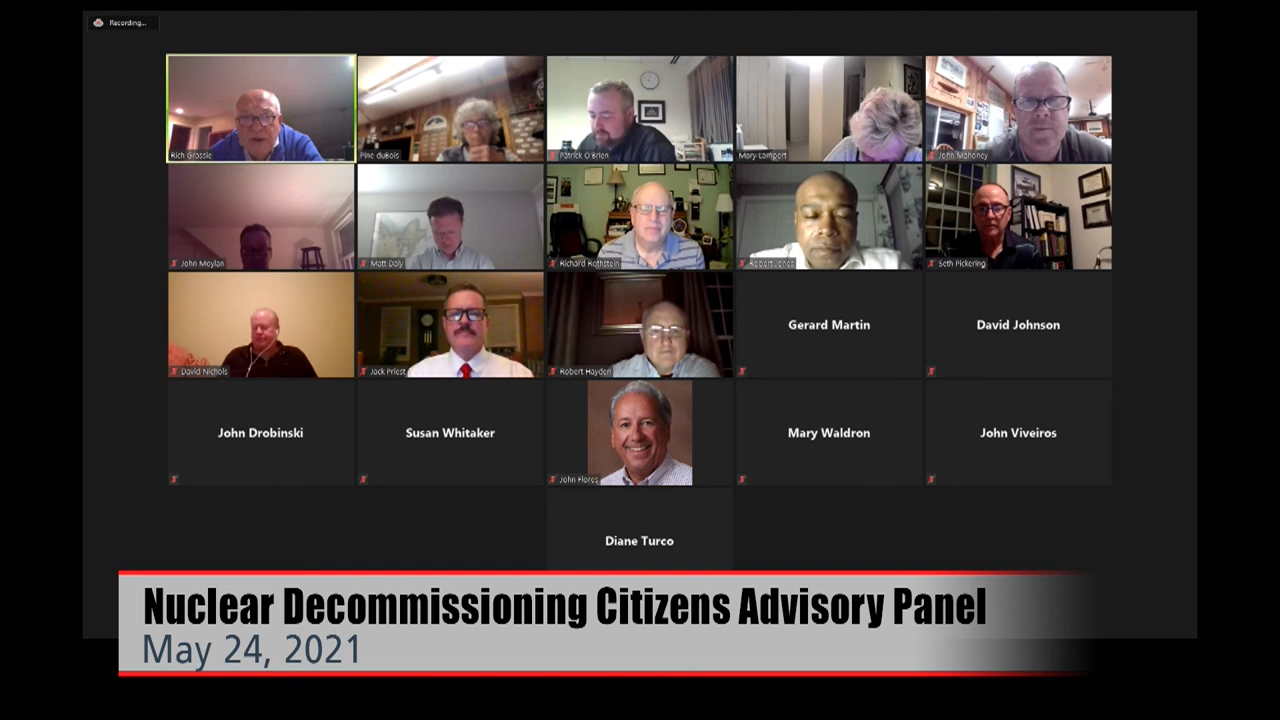 Recording...
Rich Grassie
Pine duBois
Patrick O'Brien
Mary Lampert
John Mahoney
John Moylan
Matt Daly
Richard Rothstein
Robert Jones
Seth Pickering
David Nichols
Jack Priest
Robert Hayden
Gerard Martin
David Johnson
John Drobinski
Susan Whitaker
John Flores
Mary Waldron
John Viveiros
Diane Turco
Nuclear Decommissioning Citizens Advisory Panel
May 24, 2021